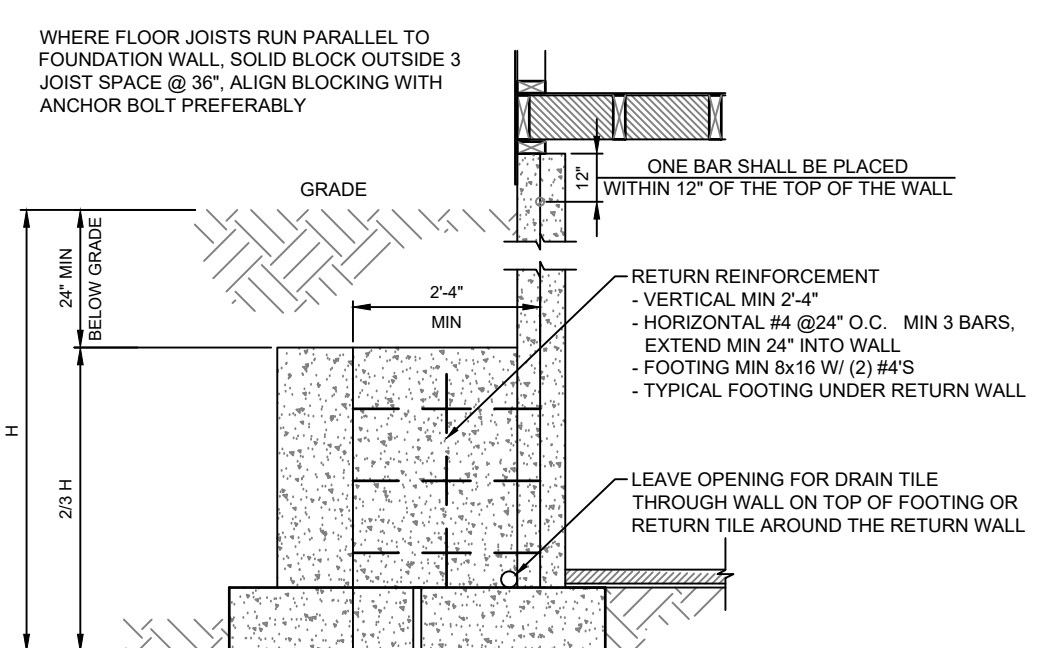 WHERE FLOOR JOISTS RUN PARALLEL TO
FOUNDATION WALL, SOLID BLOCK OUTSIDE 3
JOIST SPACE @ 36", ALIGN BLOCKING WITH
ANCHOR BOLT PREFERABLY
12"
ONE BAR SHALL BE PLACED
WITHIN 12" OF THE TOP OF THE WALL
GRADE
24" MIN
BELOW GRADE
2'-4"
MIN
RETURN REINFORCEMENT
- VERTICAL MIN 2'-4"
- HORIZONTAL #4 @24" O.C. MIN 3 BARS,
EXTEND MIN 24" INTO WALL
- FOOTING MIN 8x16 W/ (2) #4'S
- TYPICAL FOOTING UNDER RETURN WALL
H
2/3 H
LEAVE OPENING FOR DRAIN TILE
THROUGH WALL ON TOP OF FOOTING OR
RETURN TILE AROUND THE RETURN WALL